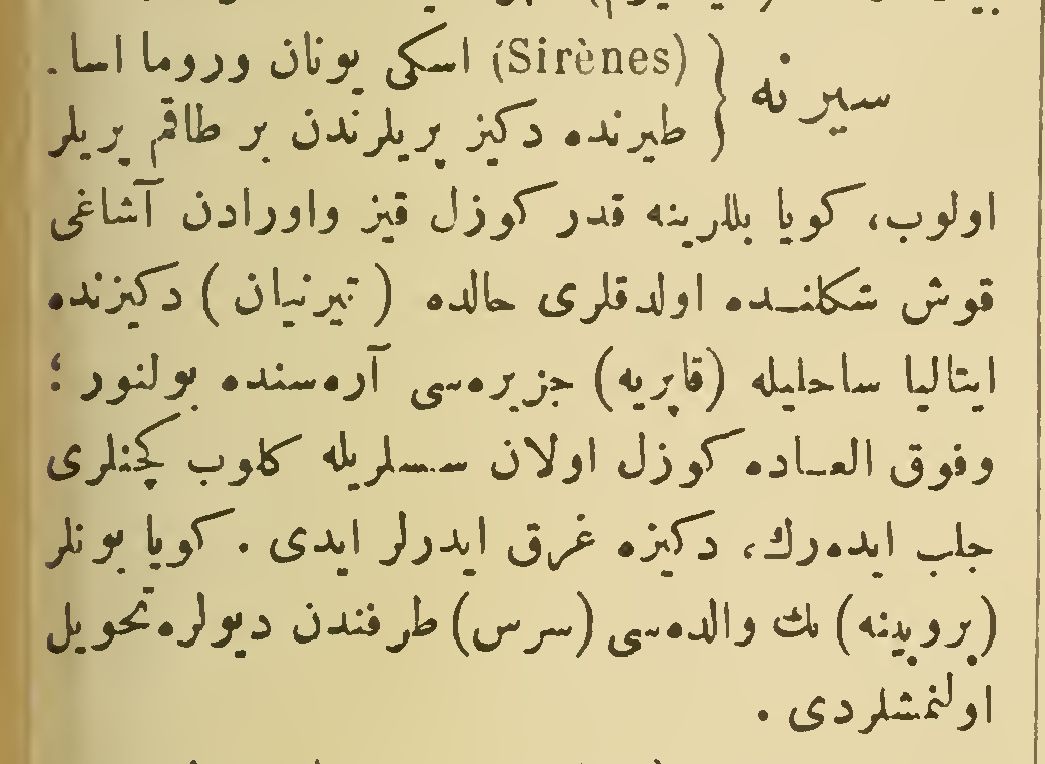 سیرنه { (Sirènes) اسکی یونان وروما اسا-
طیرنده دکیز پریلرندن بر طاقم پریلر
اولوب، کویا بللرینه قدر کوزل قیز واورادن آشاغی
قوش شکلنده اولدقلری حالده (تیرنیان) دکیزنده
ایتالیا ساحلیله (قاپریه) جزیره‌سی آره‌سنده بولنور؛
وفوق العاده کوزل اولان سسلریله کلوب کچنلری
جلب ایده‌رك، دکیزه غرق ایدرلر ایدی. کویا بونلر
(پروپینه) نك والده‌سی (سرس) طرفندن دیولره تحویل
اولنمشلردی.